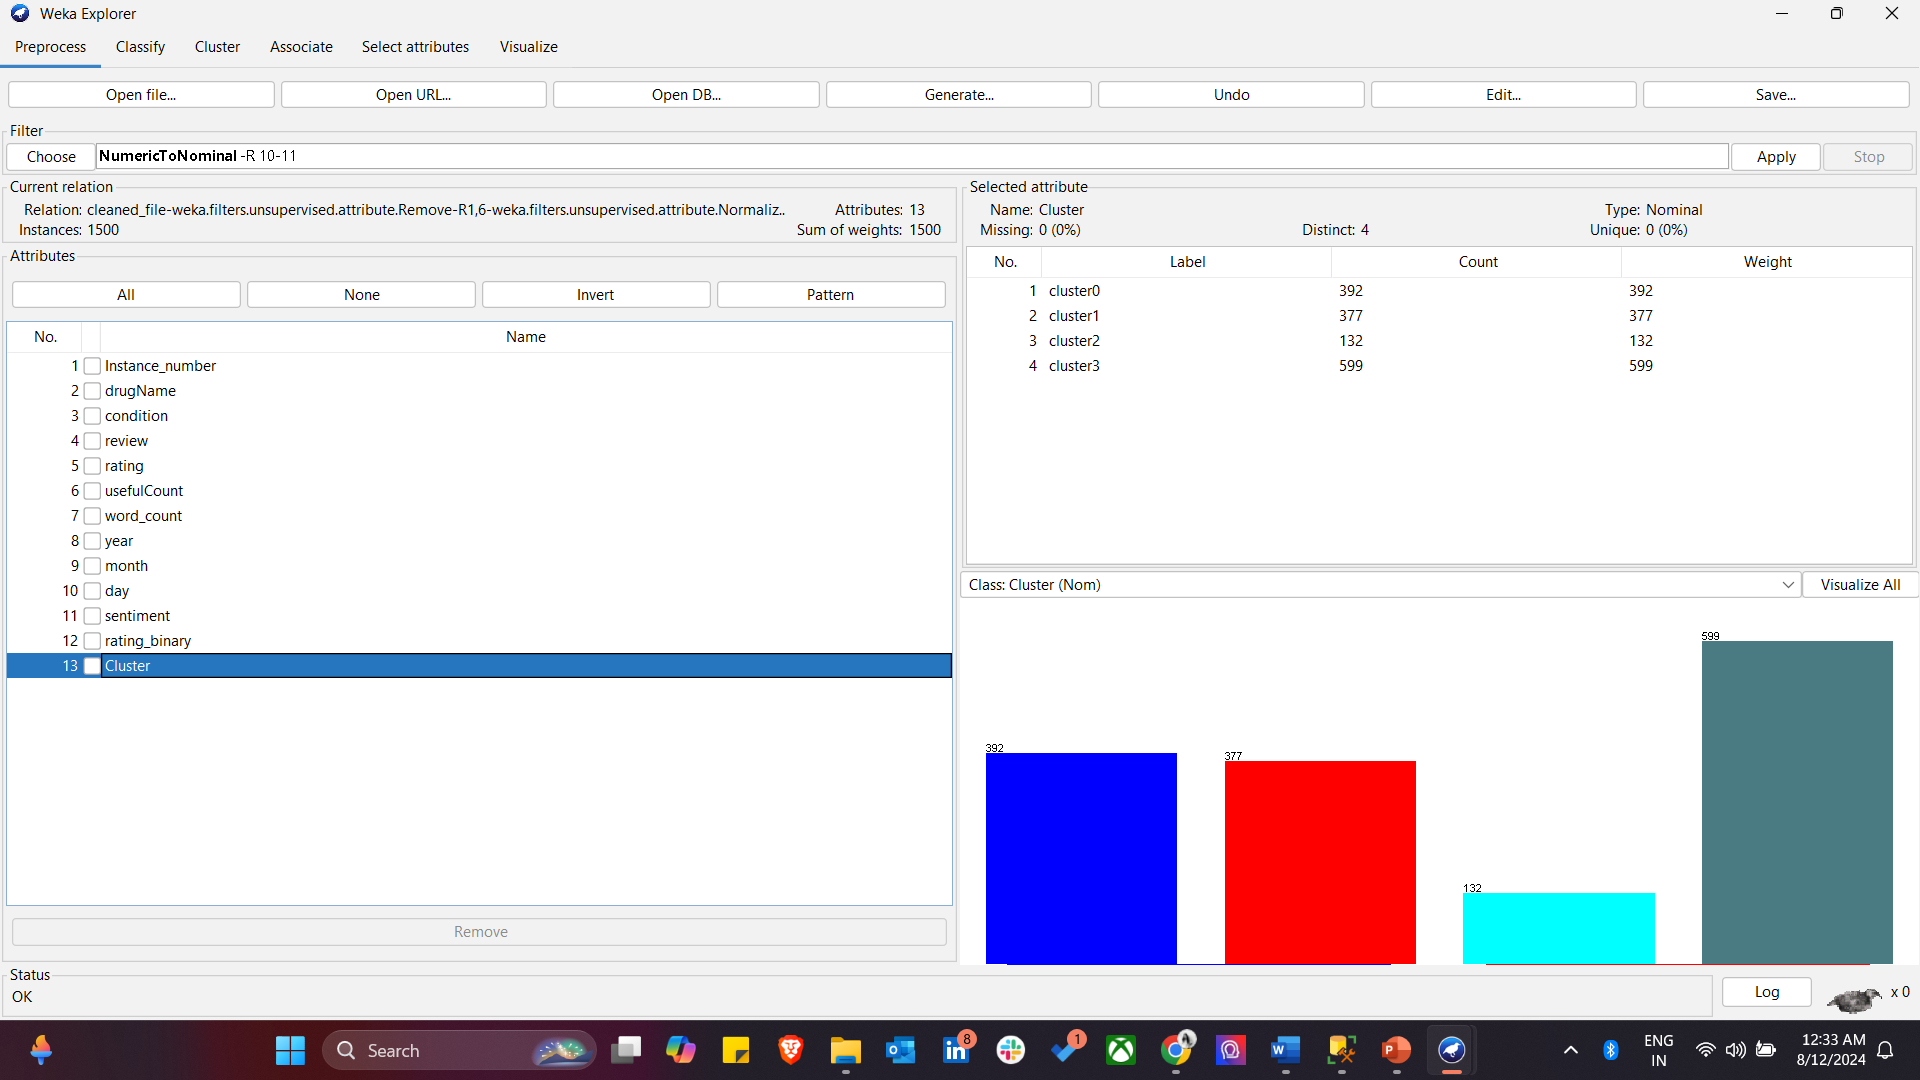 Weka Explorer
Preprocess Classify Cluster Associate Select attributes Visualize
Open file... Open URL... Open DB... Generate... Undo Edit... Save...
Filter
Choose NumericToNominal -R 10-11 Apply Stop
Current relation
Relation: cleaned_file-weka.filters.unsupervised.attribute.Remove-R1,6-weka.filters.unsupervised.attribute.Normaliz.. Attributes: 13
Instances: 1500 Sum of weights: 1500
Attributes
All None Invert Pattern
No. Name
1 Instance_number
2 drugName
3 condition
4 review
5 rating
6 usefulCount
7 word_count
8 year
9 month
10 day
11 sentiment
12 rating_binary
13 Cluster
Remove
Selected attribute
Name: Cluster Type: Nominal
Missing: 0 (0%) Distinct: 4 Unique: 0 (0%)
No. Label Count Weight
1 cluster0 392 392
2 cluster1 377 377
3 cluster2 132 132
4 cluster3 599 599
Class: Cluster (Nom) Visualize All
599
392
377
132
Status
OK
Log x 0
Search
8
1
ENG
IN
12:33 AM
8/12/2024